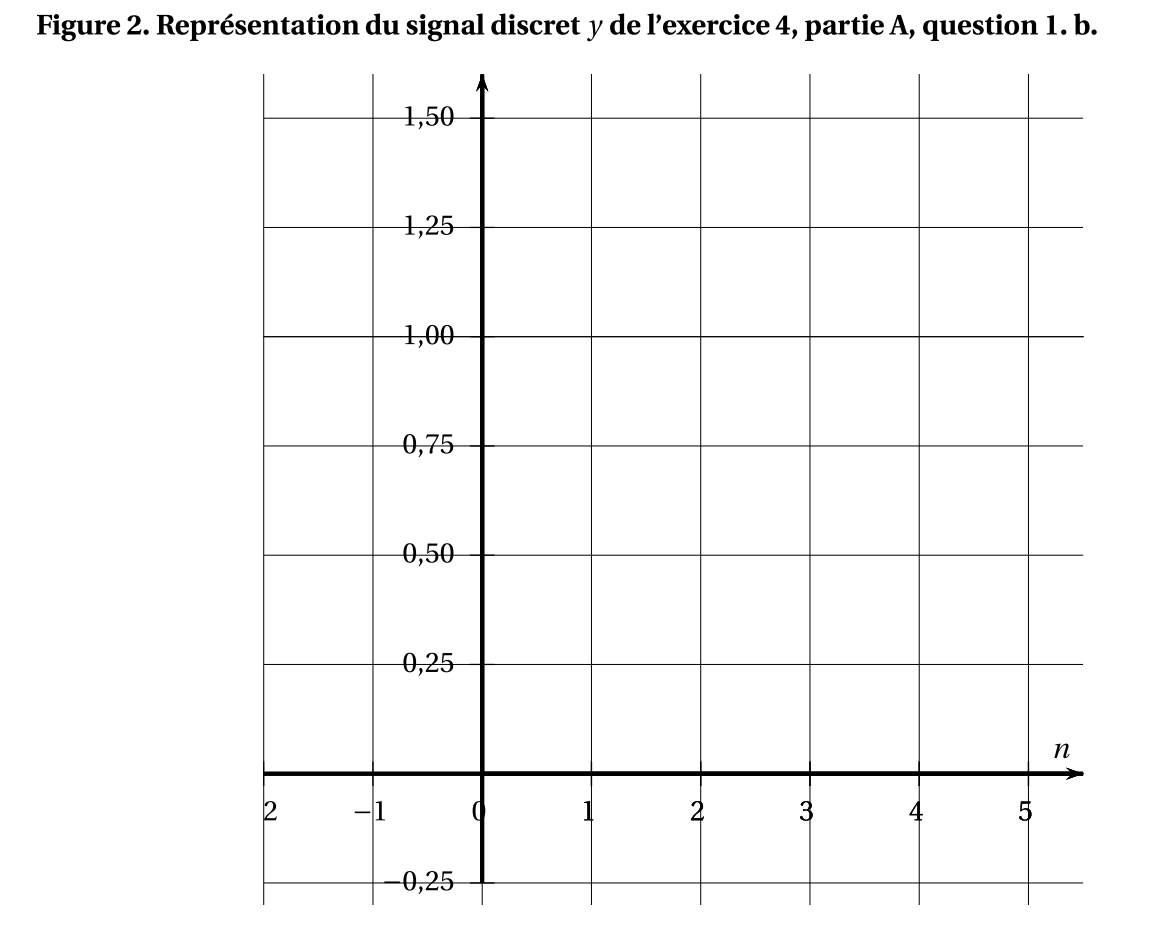 Figure 2. Représentation du signal discret y de l'exercice 4, partie A, question 1. b.
1,50
1,25
1,00
0,75
0,50
0,25
n
2 −1 0 1 2 3 4 5
−0,25